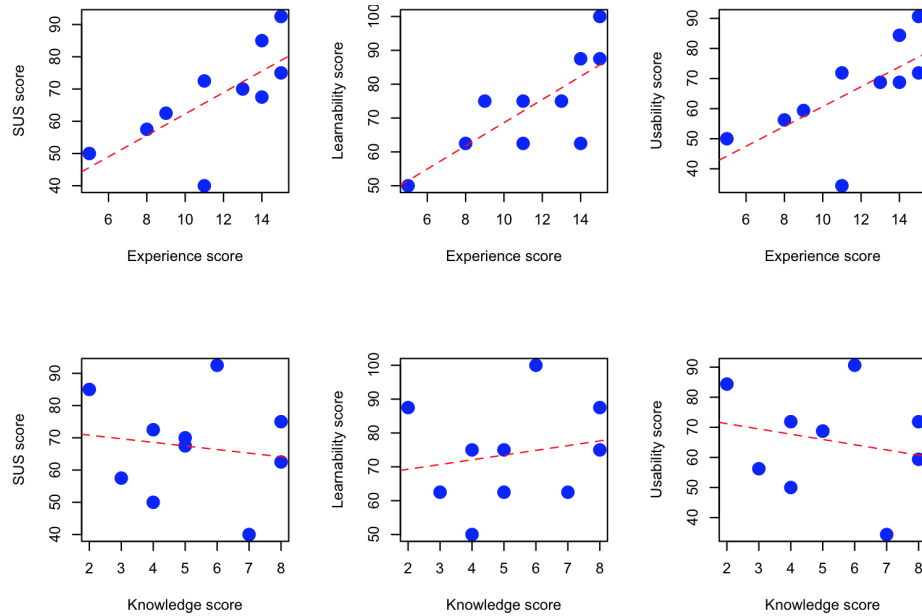 SUS score
40 50 60 70 80 90
6 8 10 12 14
Experience score
Learnability score
50 60 70 80 90 100
6 8 10 12 14
Experience score
Usability score
40 50 60 70 80 90
6 8 10 12 14
Experience score
SUS score
40 50 60 70 80 90
2 3 4 5 6 7 8
Knowledge score
Learnability score
50 60 70 80 90 100
2 3 4 5 6 7 8
Knowledge score
Usability score
40 50 60 70 80 90
2 3 4 5 6 7 8
Knowledge score